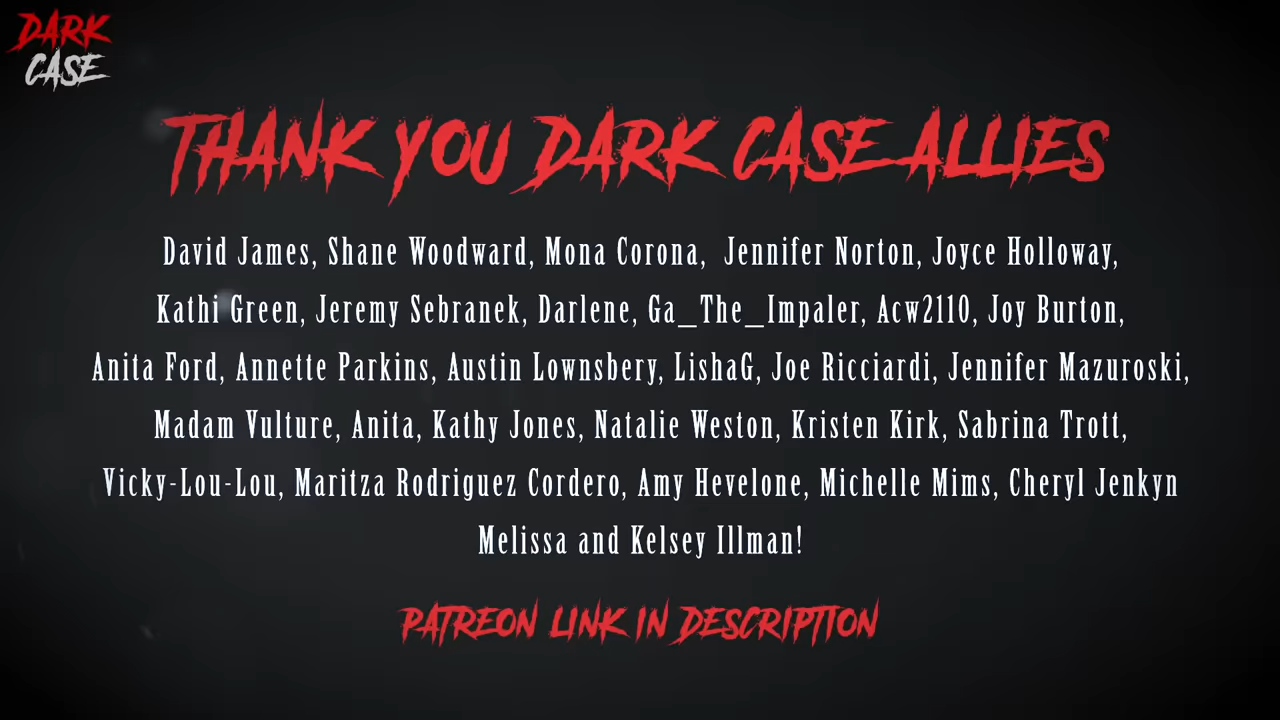 DARK
CASE
THANK YOU DARK CASE ALLIES
David James, Shane Woodward, Mona Corona, Jennifer Norton, Joyce Holloway,
Kathi Green, Jeremy Sebranek, Darlene, Ga_The_Impaler, Acw2110, Joy Burton,
Anita Ford, Annette Parkins, Austin Lownsbery, LishaG, Joe Ricciardi, Jennifer Mazuroski,
Madam Vulture, Anita, Kathy Jones, Natalie Weston, Kristen Kirk, Sabrina Trott,
Vicky-Lou-Lou, Maritza Rodriguez Cordero, Amy Hevelone, Michelle Mims, Cheryl Jenkyn
Melissa and Kelsey Illman!
PATREON LINK IN DESCRIPTION